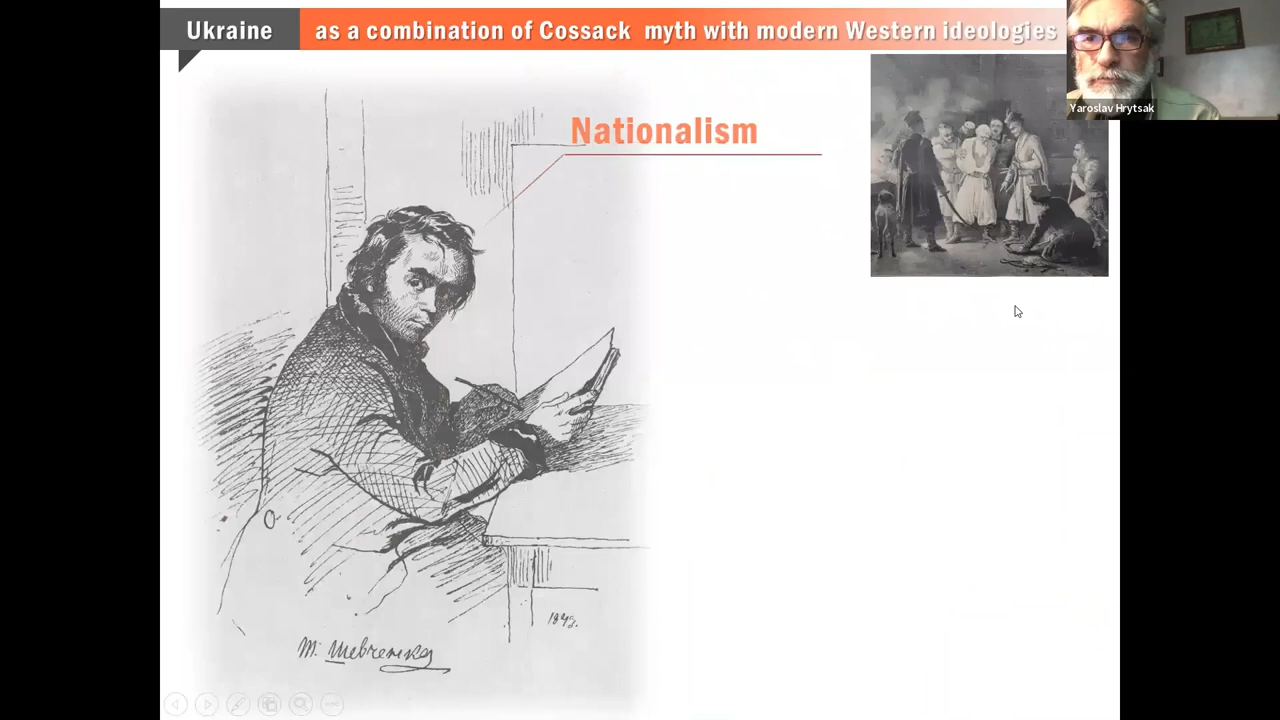 Ukraine as a combination of Cossack myth with modern Western ideologies
Yaroslav Hrytsak
Nationalism
1843.
Т. Шевченко